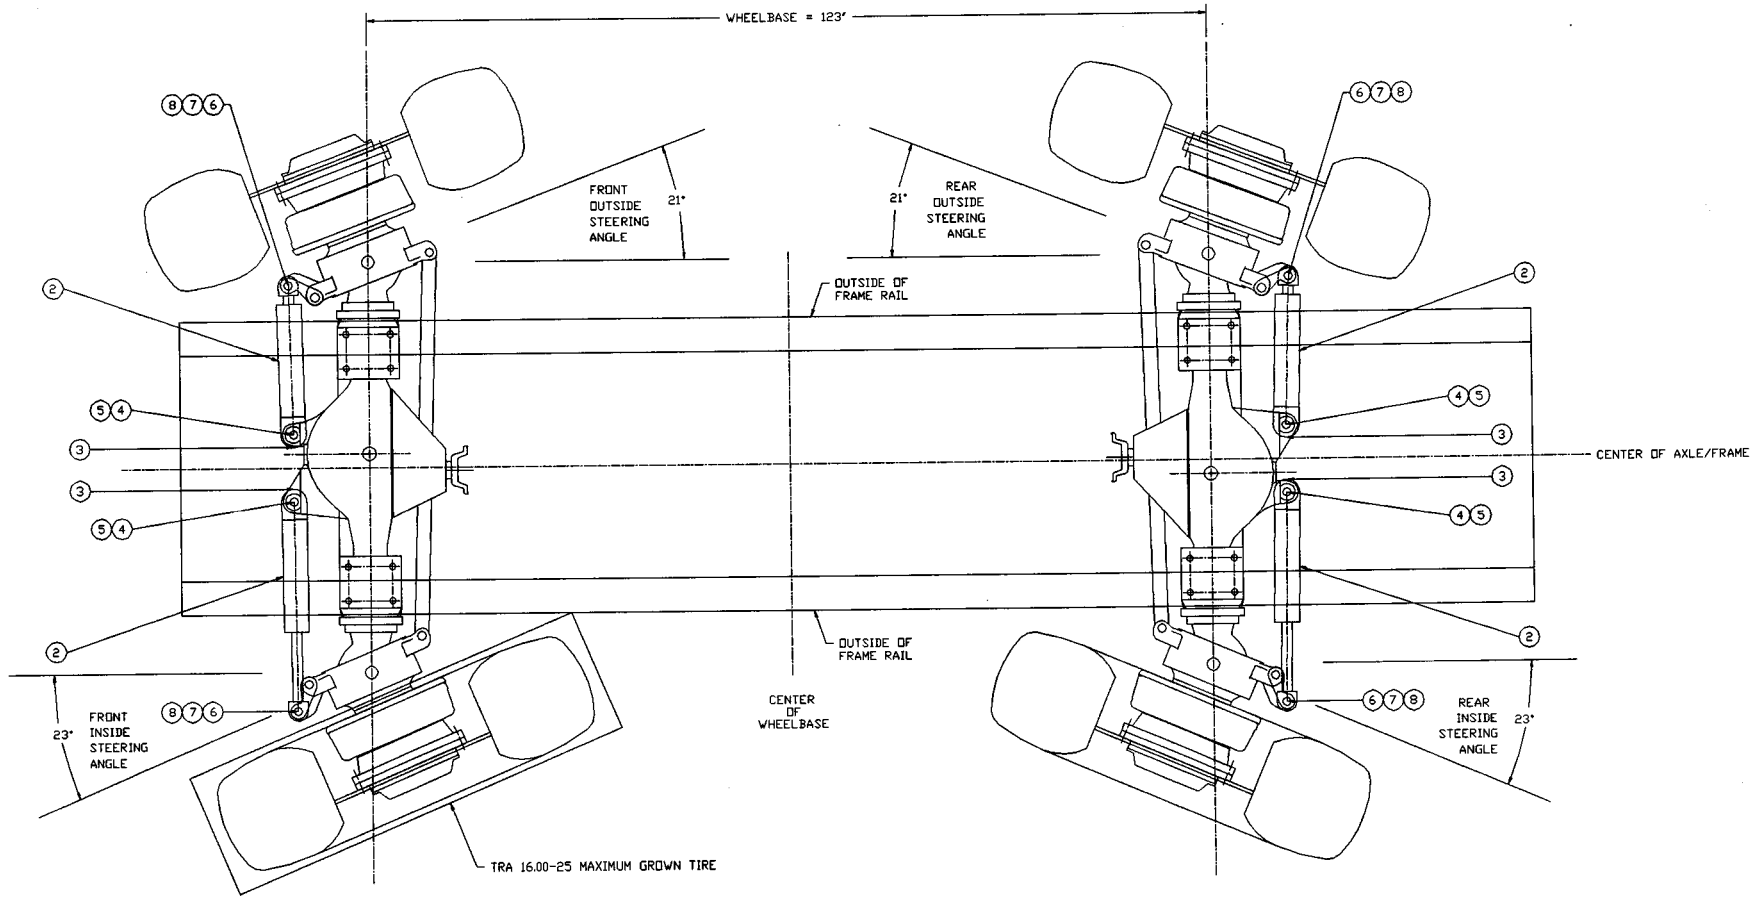 WHEELBASE = 123"
8 7 6
6 7 8
FRONT
OUTSIDE
STEERING
ANGLE
21°
21°
REAR
OUTSIDE
STEERING
ANGLE
2
OUTSIDE OF
FRAME RAIL
2
5 4
4 5
3
3
CENTER OF AXLE/FRAME
3
3
5 4
4 5
2
OUTSIDE OF
FRAME RAIL
2
CENTER
OF
WHEELBASE
8 7 6
6 7 8
23°
FRONT
INSIDE
STEERING
ANGLE
REAR
INSIDE
STEERING
ANGLE
23°
TRA 16.00-25 MAXIMUM GROWN TIRE